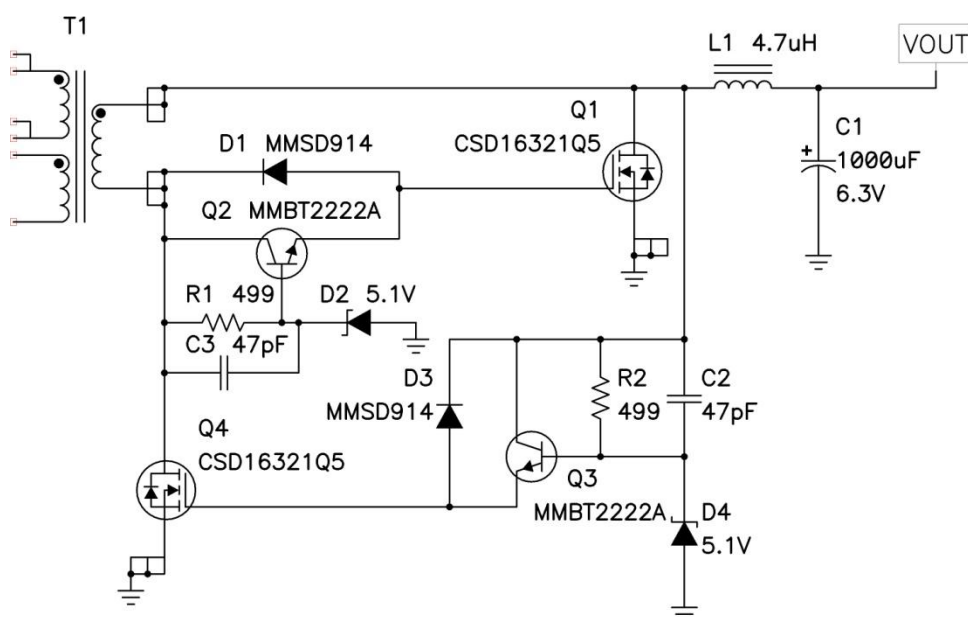 T1
L1 4.7uH
VOUT
Q1
CSD16321Q5
C1
1000uF
6.3V
D1 MMSD914
Q2 MMBT2222A
R1 499
D2 5.1V
C3 47pF
D3
MMSD914
R2
499
C2
47pF
Q4
CSD16321Q5
Q3
MMBT2222A
D4
5.1V